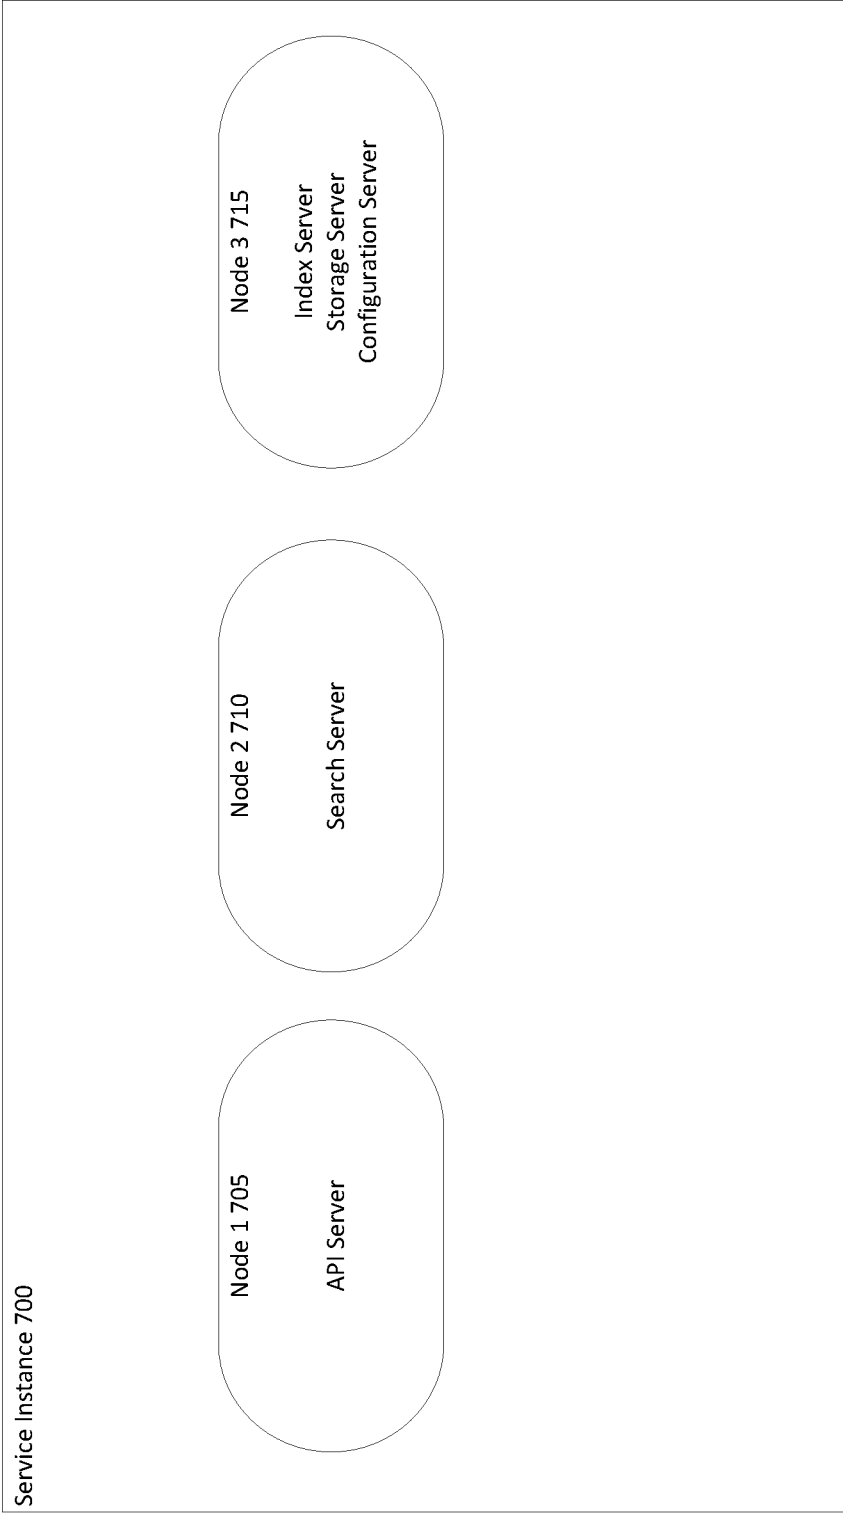 Service Instance 700
Node 1 705
API Server
Node 2 710
Search Server
Node 3 715
Index Server
Storage Server
Configuration Server